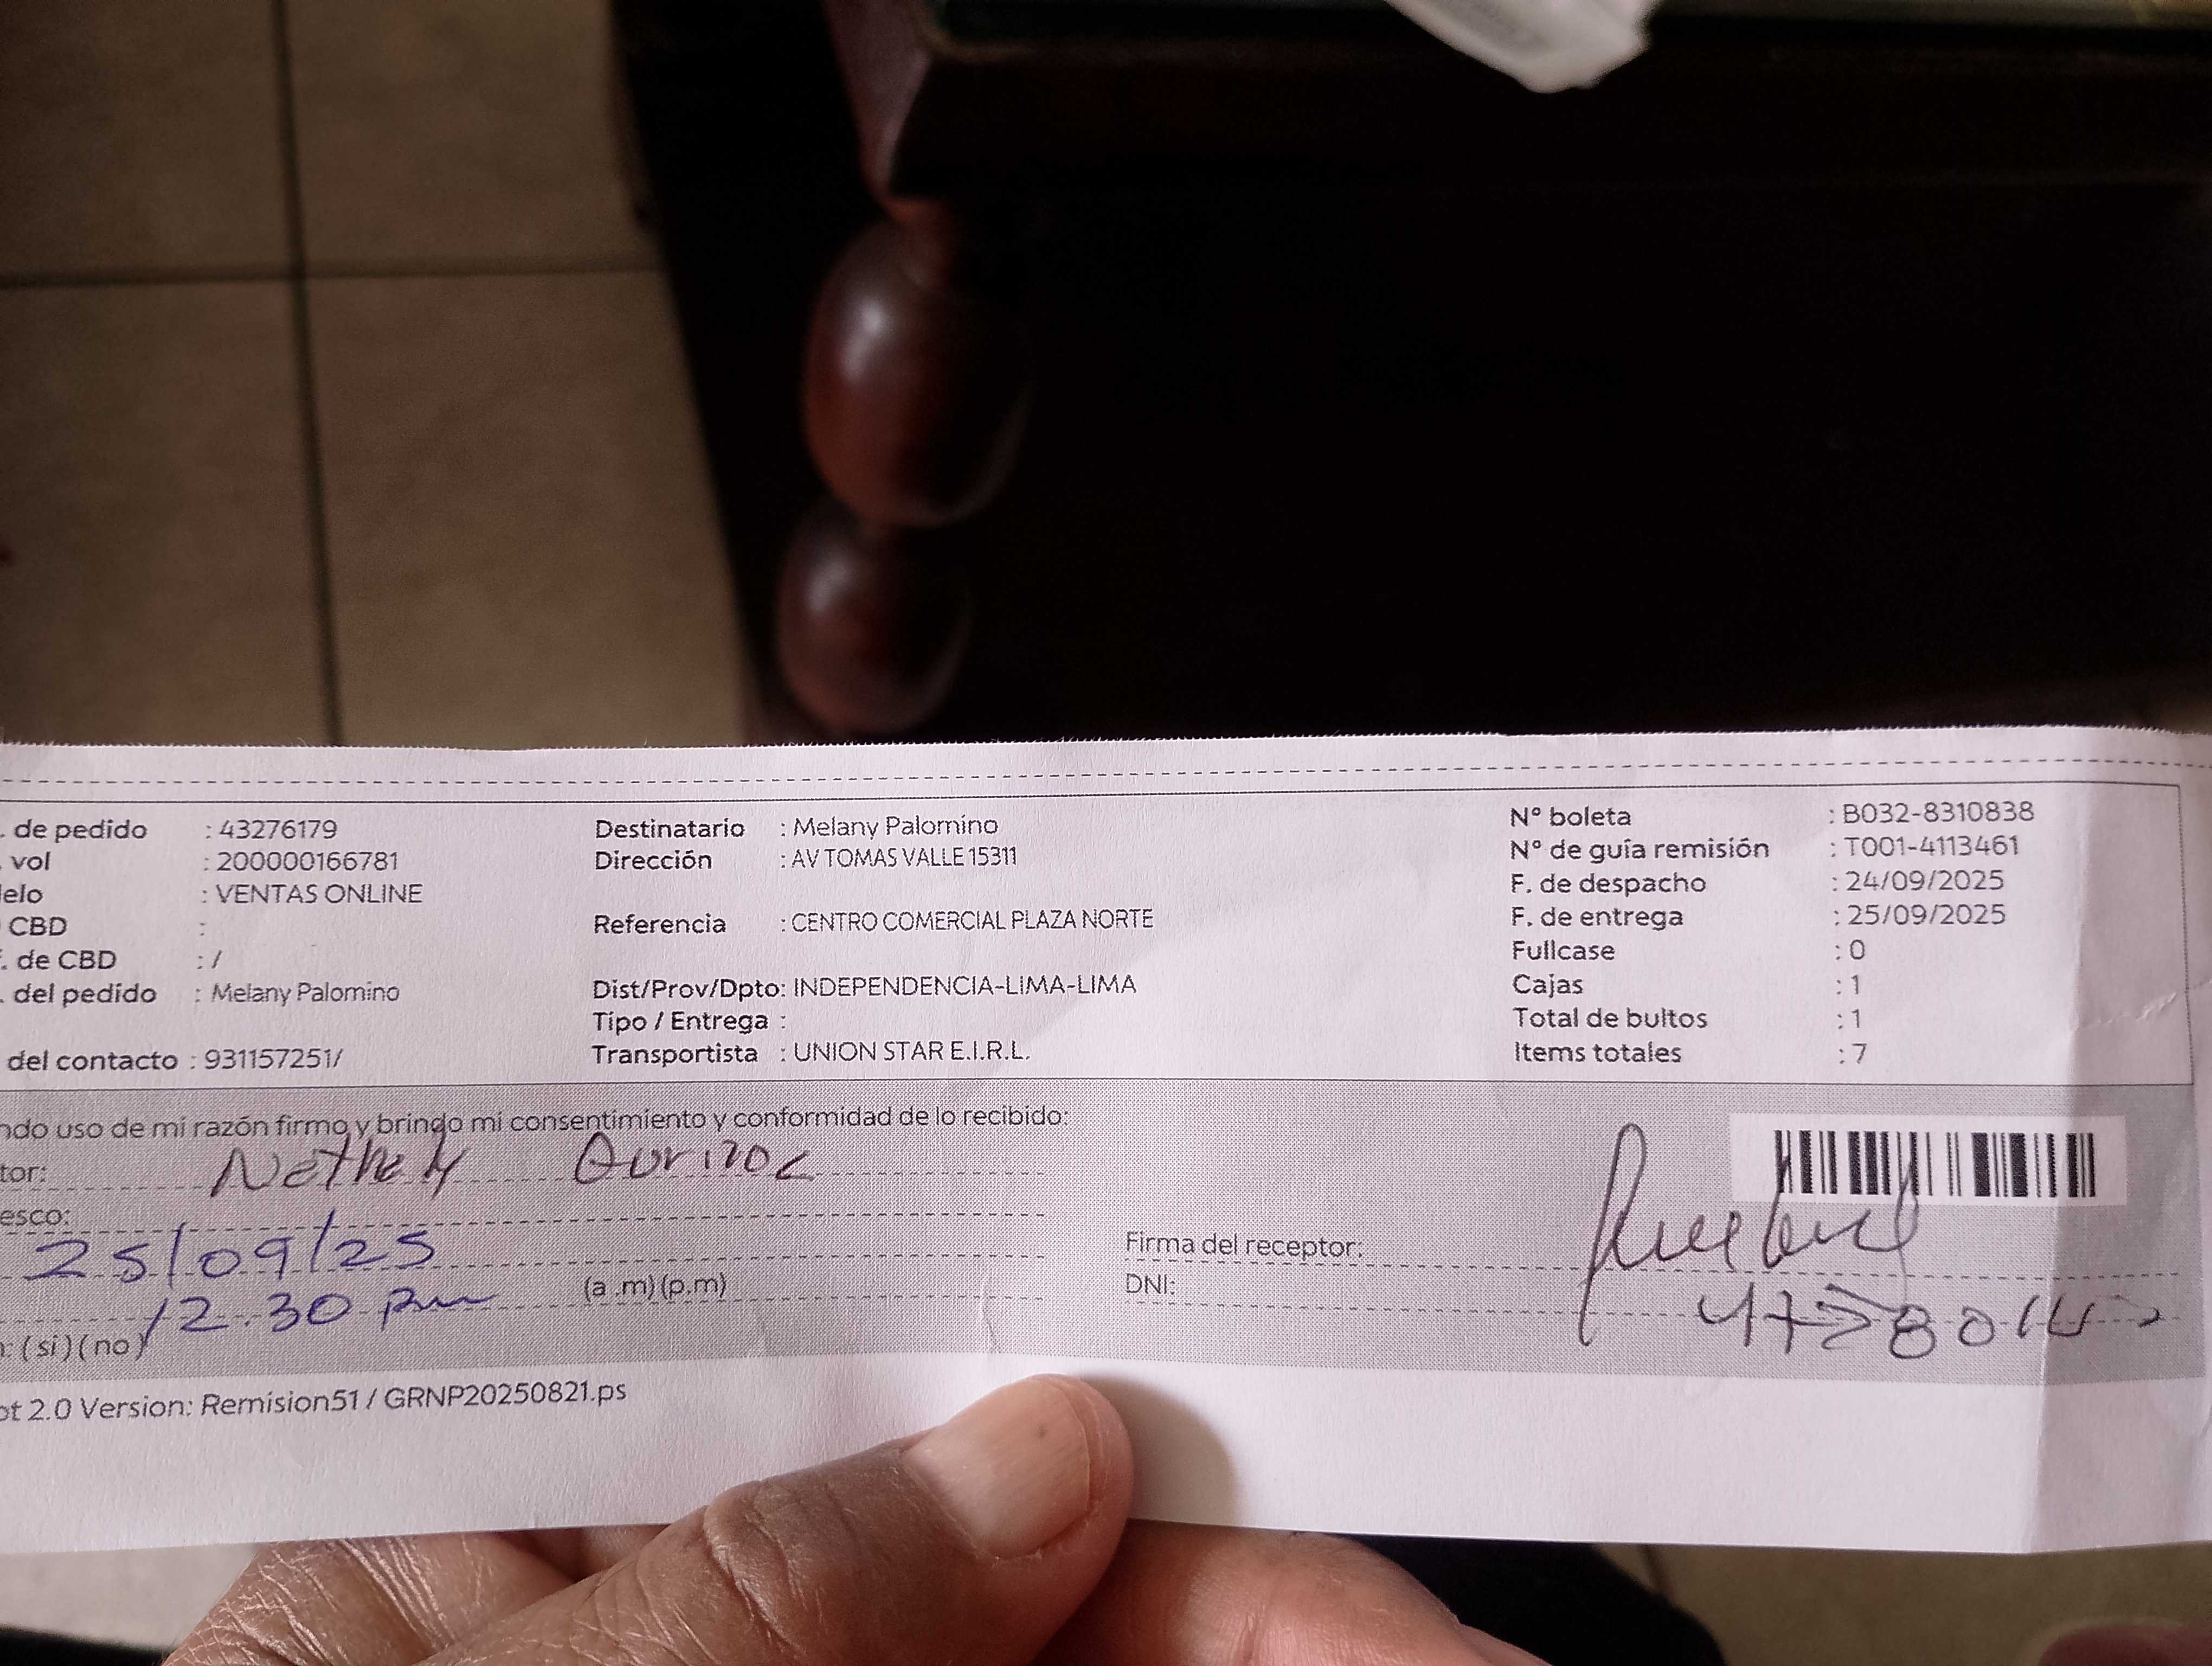 . de pedido : 43276179
. vol : 200000166781
elo : VENTAS ONLINE
CBD :
. de CBD : /
. del pedido : Melany Palomino
del contacto : 931157251/
Destinatario : Melany Palomino
Dirección : AV TOMAS VALLE 15311
Referencia : CENTRO COMERCIAL PLAZA NORTE
Dist/Prov/Dpto: INDEPENDENCIA-LIMA-LIMA
Tipo / Entrega :
Transportista : UNION STAR E.I.R.L.
N° boleta : B032-8310838
N° de guía remisión : T001-4113461
F. de despacho : 24/09/2025
F. de entrega : 25/09/2025
Fullcase : 0
Cajas : 1
Total de bultos : 1
Items totales : 7
ndo uso de mi razón firmo y brindo mi consentimiento y conformidad de lo recibido:
tor: Nathaly
esco:
25/09/25
12.30 pm (a .m) (p.m)
: (si) (no)
Firma del receptor:
DNI:
ot 2.0 Version: Remision51 / GRNP20250821.ps